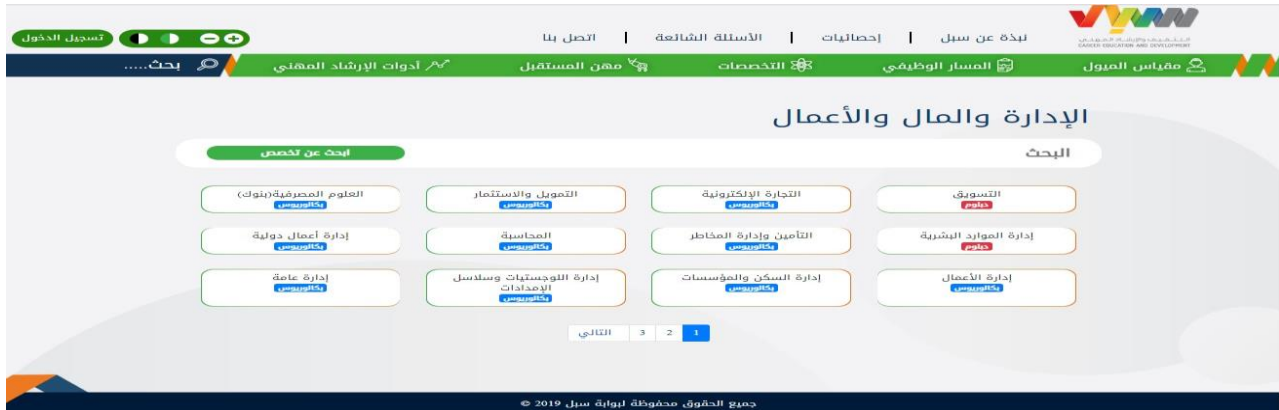 نبذة عن سبل | إحصائيات | الأسئلة الشائعة | اتصل بنا
تسجيل الدخول
CAREER EDUCATION AND DEVELOPMENT
مقياس الميول
المسار الوظيفي
التخصصات
مهن المستقبل
أدوات الإرشاد المهني
بحث.....
الإدارة والمال والأعمال
البحث
ابحث عن تخصص
التسويق
دبلوم
التجارة الإلكترونية
بكالوريوس
التمويل والاستثمار
بكالوريوس
العلوم المصرفية(بنوك)
بكالوريوس
إدارة الموارد البشرية
دبلوم
التأمين وإدارة المخاطر
بكالوريوس
المحاسبة
بكالوريوس
إدارة أعمال دولية
بكالوريوس
إدارة الأعمال
بكالوريوس
إدارة السكن والمؤسسات
بكالوريوس
إدارة اللوجستيات وسلاسل
الإمدادات
بكالوريوس
إدارة عامة
بكالوريوس
1 2 3 التالي
جميع الحقوق محفوظة لبوابة سبل 2019 ©